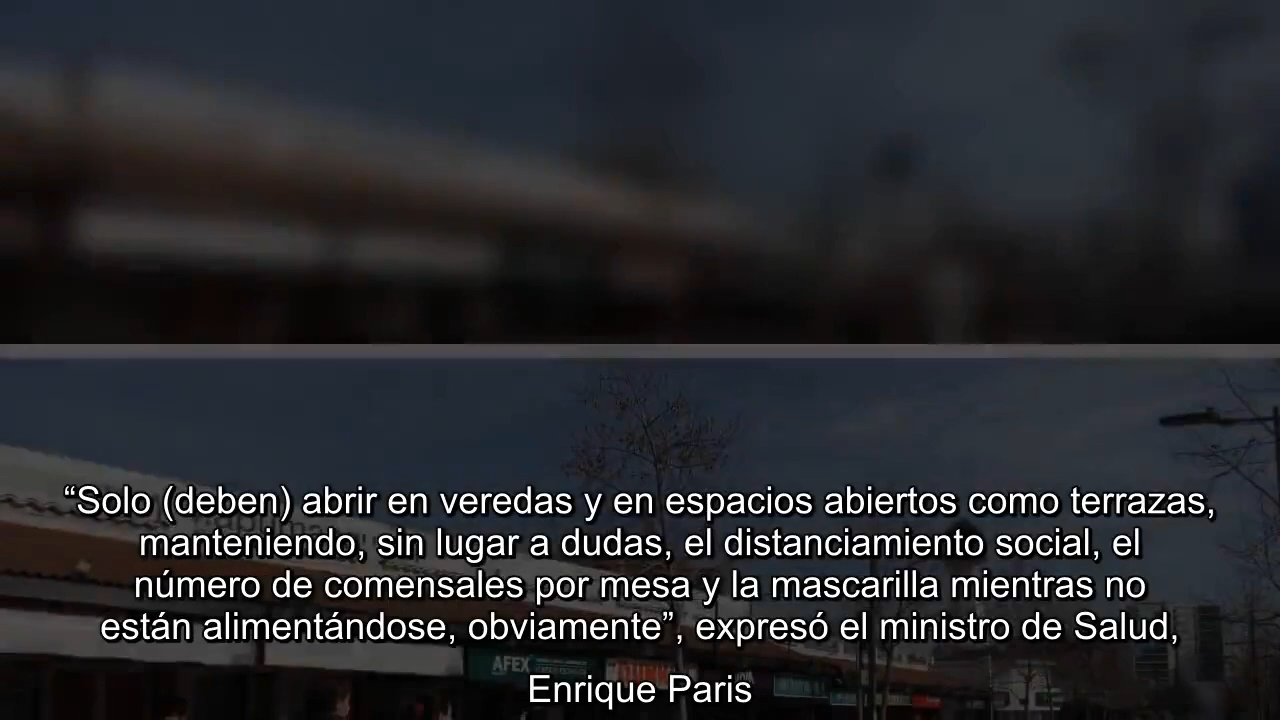 “Solo (deben) abrir en veredas y en espacios abiertos como terrazas,
manteniendo, sin lugar a dudas, el distanciamiento social, el
número de comensales por mesa y la mascarilla mientras no
están alimentándose, obviamente”, expresó el ministro de Salud,
Enrique Paris
AFEX